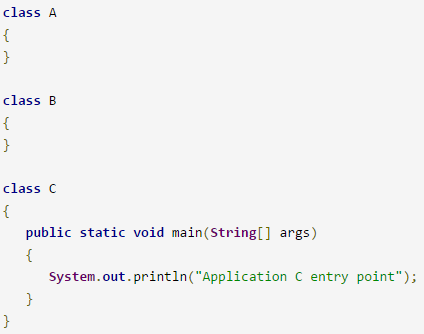 class A
{
}

class B
{
}

class C
{
   public static void main(String[] args)
   {
      System.out.println("Application C entry point");
   }
}